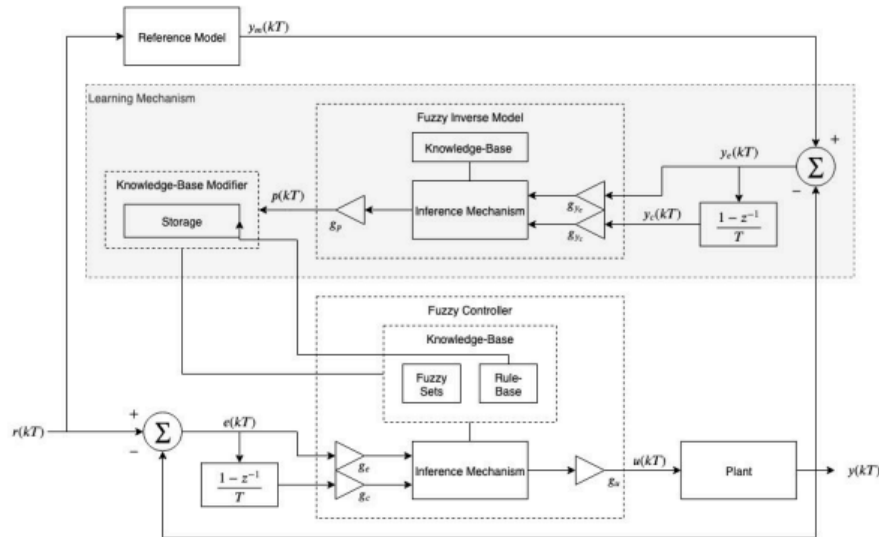 Reference Model
y_m(kT)
Learning Mechanism
Fuzzy Inverse Model
Knowledge-Base
+
y_e(kT)
Σ
−
Knowledge-Base Modifier
p(kT)
Storage
g_p
Inference Mechanism
g_{y_e}
g_{y_c}
y_c(kT)
1 − z^{-1}
T
Fuzzy Controller
Knowledge-Base
Fuzzy
Sets
Rule-
Base
r(kT)
+
−
Σ
e(kT)
1 − z^{-1}
T
g_e
g_c
Inference Mechanism
g_u
u(kT)
Plant
y(kT)